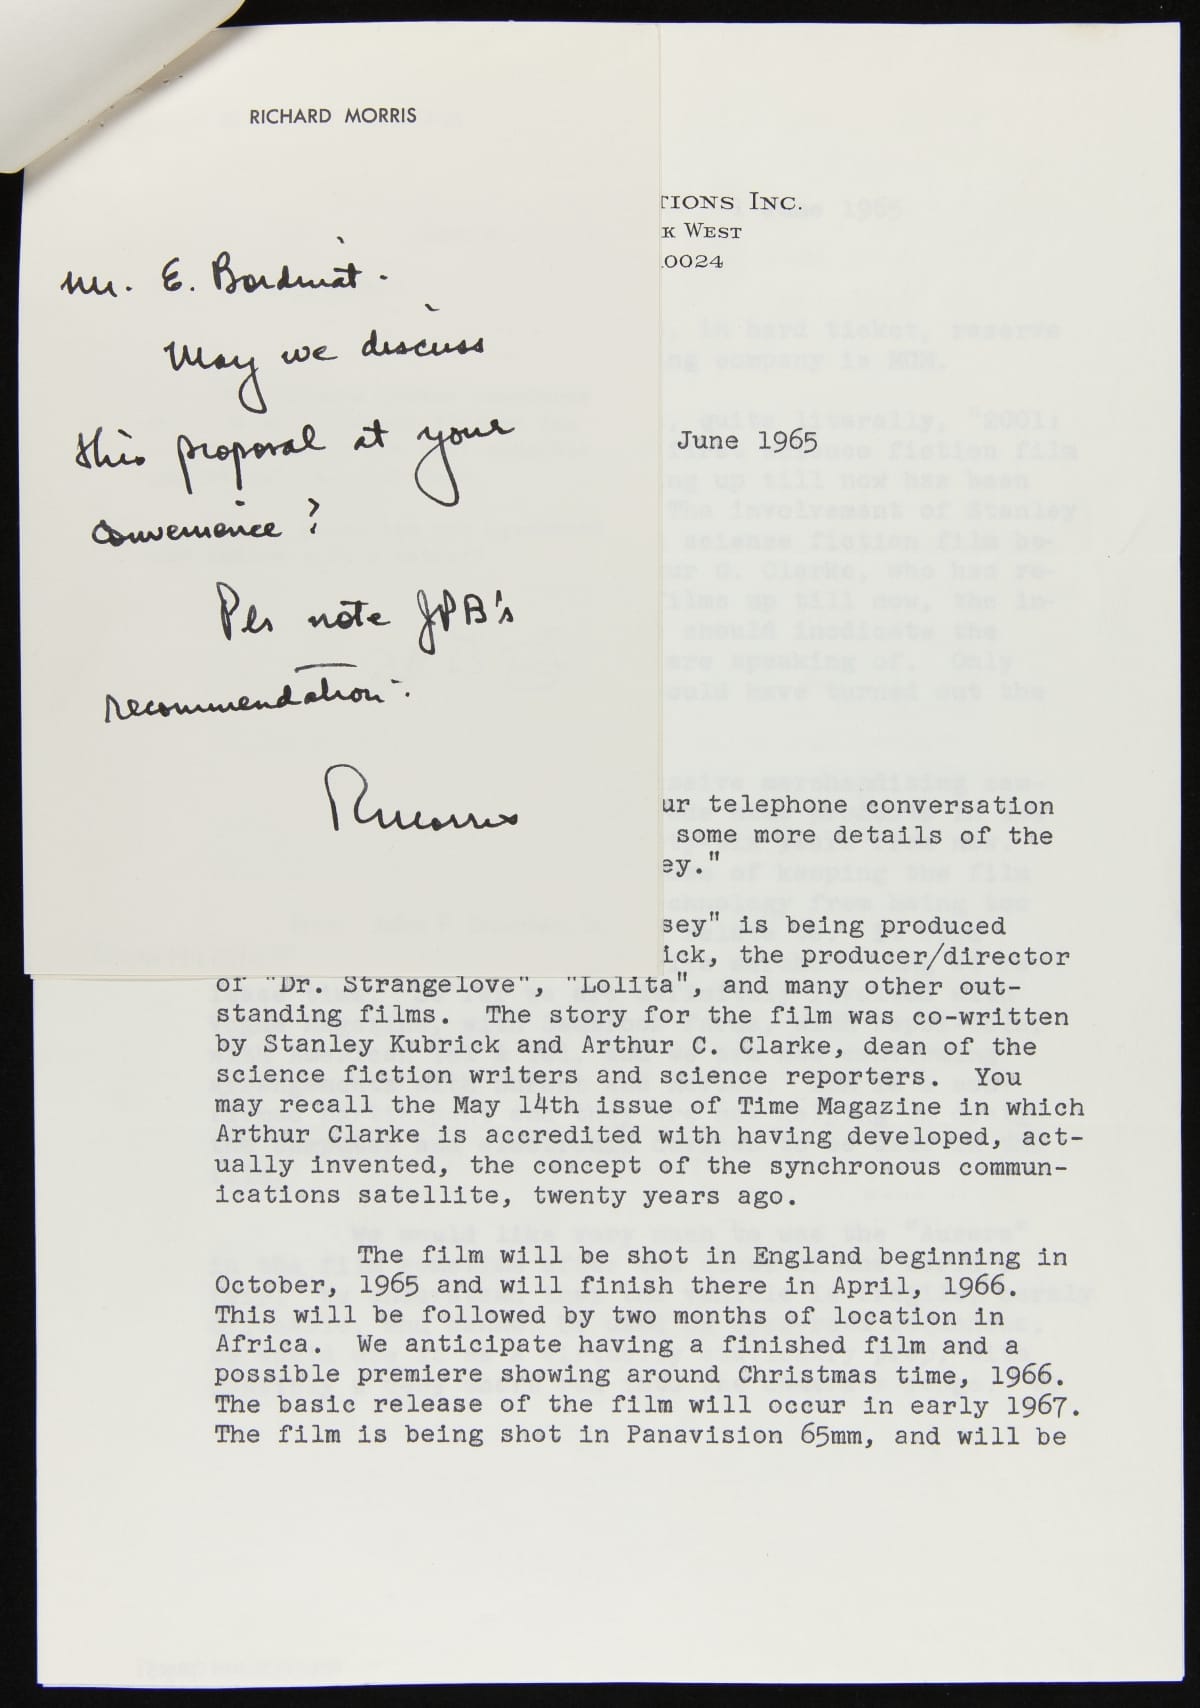 RICHARD MORRIS
Mr. E. Bordinat.
May we discuss
this proposal at your
convenience?
Pls note JPB's
recommendation.
RMorris
TIONS INC.
K WEST
10024
June 1965
ur telephone conversation
some more details of the
ey."
sey" is being produced
ick, the producer/director
of "Dr. Strangelove", "Lolita", and many other out-
standing films. The story for the film was co-written
by Stanley Kubrick and Arthur C. Clarke, dean of the
science fiction writers and science reporters. You
may recall the May 14th issue of Time Magazine in which
Arthur Clarke is accredited with having developed, act-
ually invented, the concept of the synchronous commun-
ications satellite, twenty years ago.
The film will be shot in England beginning in
October, 1965 and will finish there in April, 1966.
This will be followed by two months of location in
Africa. We anticipate having a finished film and a
possible premiere showing around Christmas time, 1966.
The basic release of the film will occur in early 1967.
The film is being shot in Panavision 65mm, and will be